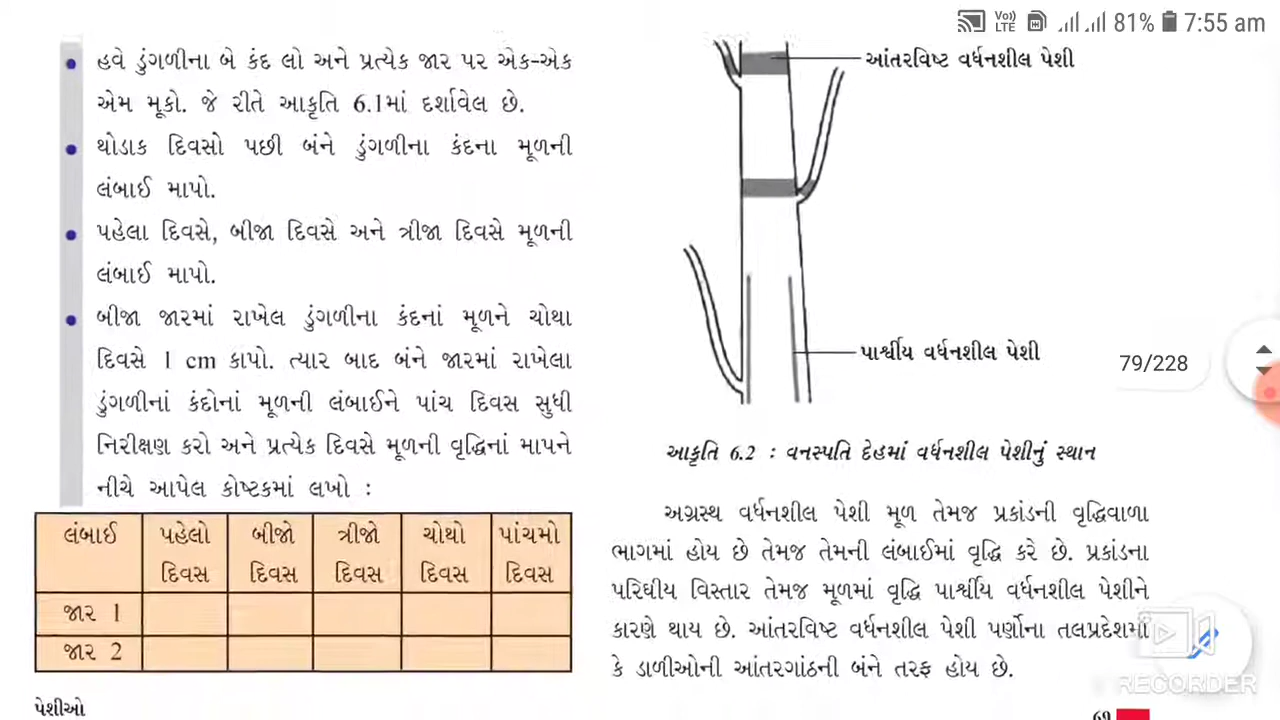 Vo) LTE 81% 7:55 am
હવે ડુંગળીના બે કંદ લો અને પ્રત્યેક જાર પર એક-એક
એમ મૂકો. જે રીતે આકૃતિ 6.1માં દર્શાવેલ છે.
થોડાક દિવસો પછી બંને ડુંગળીના કંદના મૂળની
લંબાઈ માપો.
પહેલા દિવસે, બીજા દિવસે અને ત્રીજા દિવસે મૂળની
લંબાઈ માપો.
બીજા જારમાં રાખેલ ડુંગળીના કંદનાં મૂળને ચોથા
દિવસે 1 cm કાપો. ત્યાર બાદ બંને જારમાં રાખેલા
ડુંગળીનાં કંદોનાં મૂળની લંબાઈને પાંચ દિવસ સુધી
નિરીક્ષણ કરો અને પ્રત્યેક દિવસે મૂળની વૃદ્ધિનાં માપને
નીચે આપેલ કોષ્ટકમાં લખો :
લંબાઈ પહેલો બીજો ત્રીજો ચોથો પાંચમો
દિવસ દિવસ દિવસ દિવસ દિવસ
જાર 1
જાર 2
પેશીઓ
આંતરવિષ્ટ વર્ધનશીલ પેશી
પાર્શ્વીય વર્ધનશીલ પેશી
79/228
આકૃતિ 6.2 : વનસ્પતિ દેહમાં વર્ધનશીલ પેશીનું સ્થાન
અગ્રસ્થ વર્ધનશીલ પેશી મૂળ તેમજ પ્રકાંડની વૃદ્ધિવાળા
ભાગમાં હોય છે તેમજ તેમની લંબાઈમાં વૃદ્ધિ કરે છે. પ્રકાંડના
પરિઘીય વિસ્તાર તેમજ મૂળમાં વૃદ્ધિ પાર્શ્વીય વર્ધનશીલ પેશીને
કારણે થાય છે. આંતરવિષ્ટ વર્ધનશીલ પેશી પર્ણોના તલપ્રદેશમાં
કે ડાળીઓની આંતરગાંઠની બંને તરફ હોય છે.
RECORDER
69